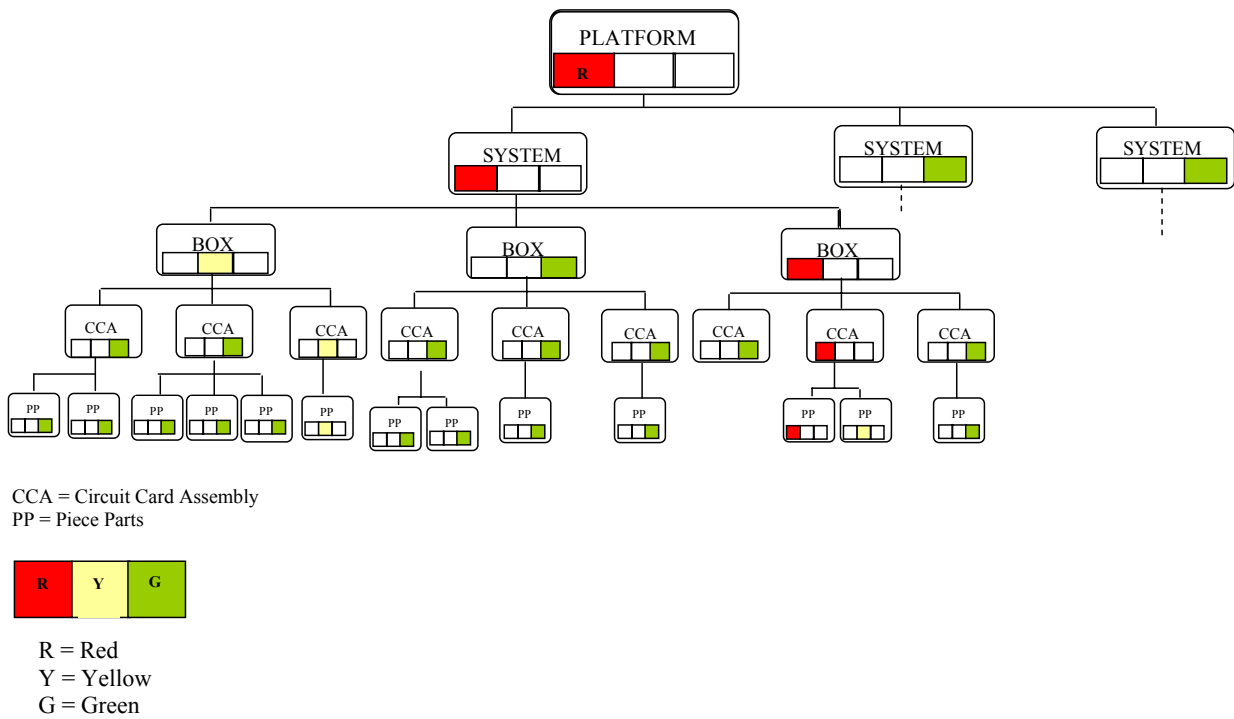 PLATFORM
R
SYSTEM
SYSTEM
SYSTEM
BOX
BOX
BOX
CCA
CCA
CCA
CCA
CCA
CCA
CCA
CCA
CCA
PP
PP
PP
PP
PP
PP
PP
PP
PP
PP
PP
PP
PP
CCA = Circuit Card Assembly
PP = Piece Parts
R Y G
R = Red
Y = Yellow
G = Green